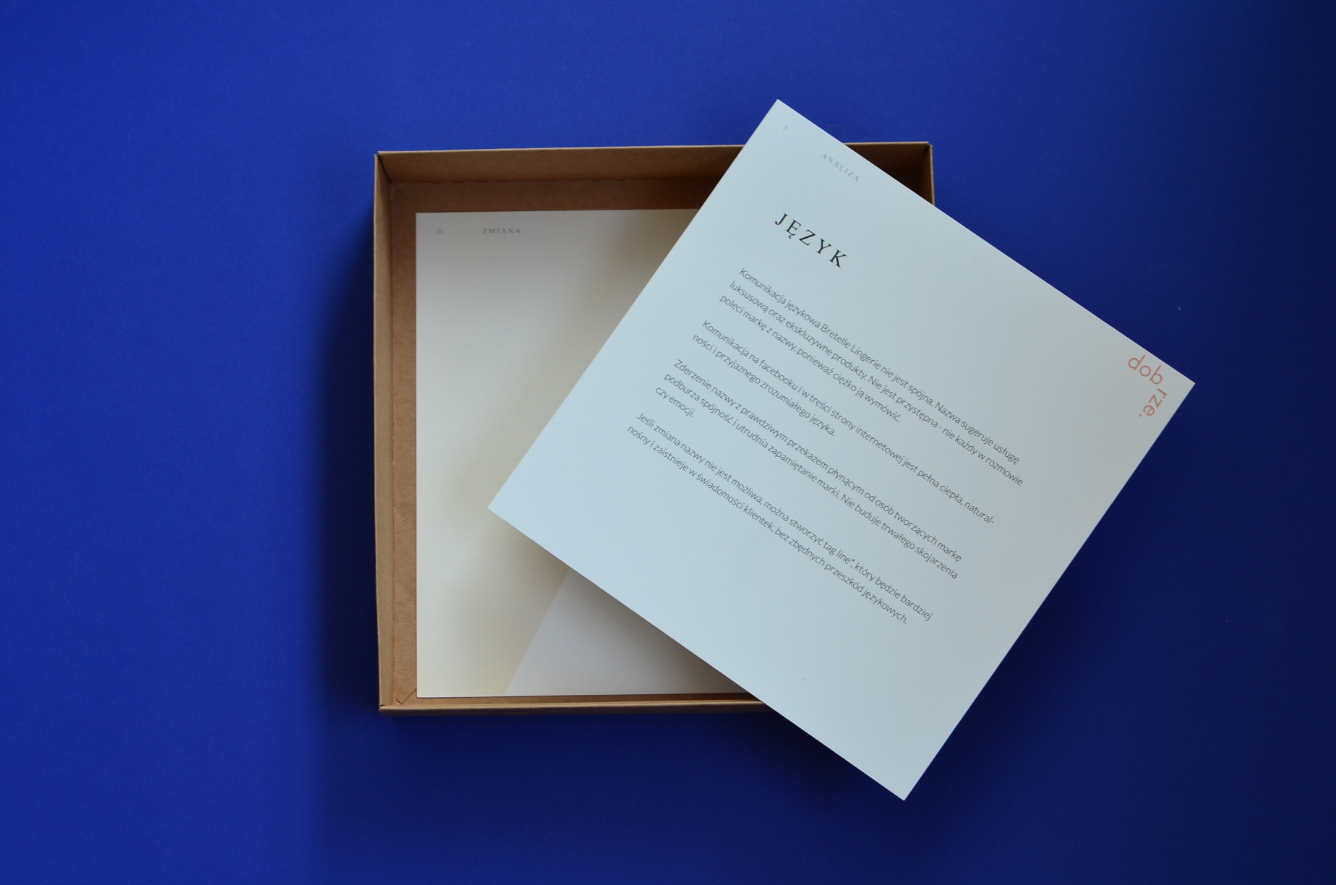 11 ZMIANA
7 ANALIZA
JĘZYK
Komunikacja językowa Bretelle Lingerie nie jest spójna. Nazwa sugeruje usługę
luksusową oraz ekskluzywne produkty. Nie jest przystępna - nie każdy w rozmowie
poleci markę z nazwy, ponieważ ciężko ją wymówić.
Komunikacja na facebooku i w treści strony internetowej jest pełna ciepła, natural-
ności i przyjaznego zrozumiałego języka.
Zderzenie nazwy z prawdziwym przekazem płynącym od osób tworzących markę
podburza spójność i utrudnia zapamiętanie marki. Nie buduje trwałego skojarzenia
czy emocji.
Jeśli zmiana nazwy nie jest możliwa, można stworzyć tag line*, który będzie bardziej
nośny i zaistnieje w świadomości klientek, bez zbędnych przeszkód językowych.
dob
rze.